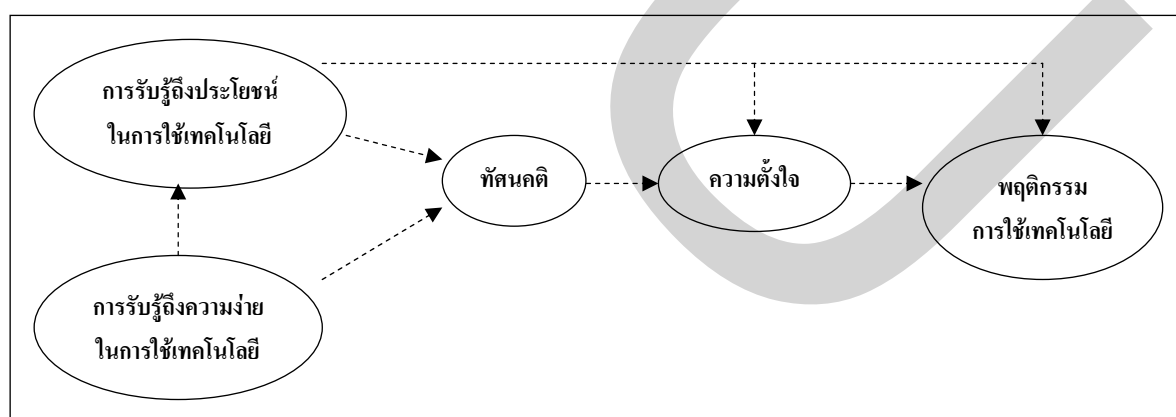 การรับรู้ถึงประโยชน์
ในการใช้เทคโนโลยี
ทัศนคติ
ความตั้งใจ
พฤติกรรม
การใช้เทคโนโลยี
การรับรู้ถึงความง่าย
ในการใช้เทคโนโลยี